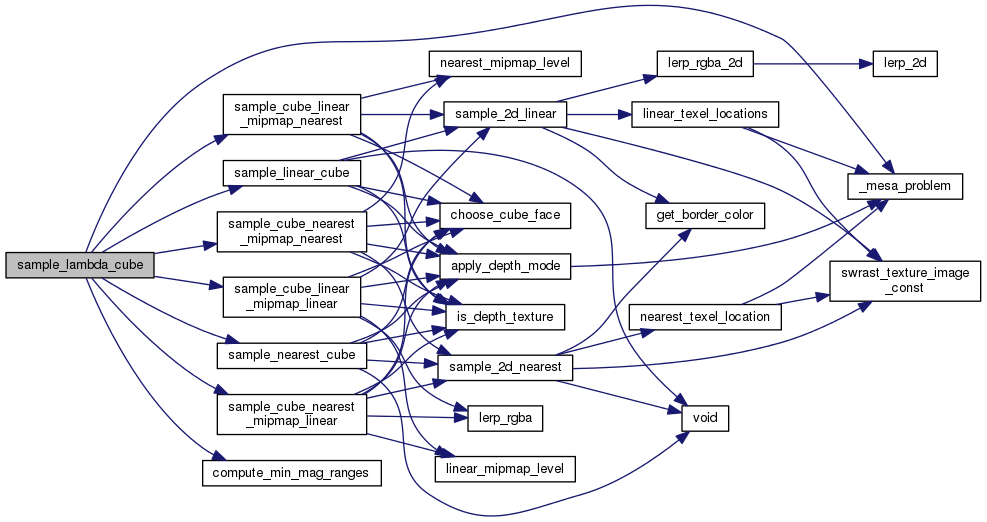 sample_lambda_cube
sample_cube_linear
_mipmap_nearest
sample_linear_cube
sample_cube_nearest
_mipmap_nearest
sample_cube_linear
_mipmap_linear
sample_nearest_cube
sample_cube_nearest
_mipmap_linear
compute_min_mag_ranges
nearest_mipmap_level
sample_2d_linear
choose_cube_face
apply_depth_mode
is_depth_texture
sample_2d_nearest
lerp_rgba
linear_mipmap_level
lerp_rgba_2d
linear_texel_locations
get_border_color
nearest_texel_location
void
lerp_2d
_mesa_problem
swrast_texture_image
_const